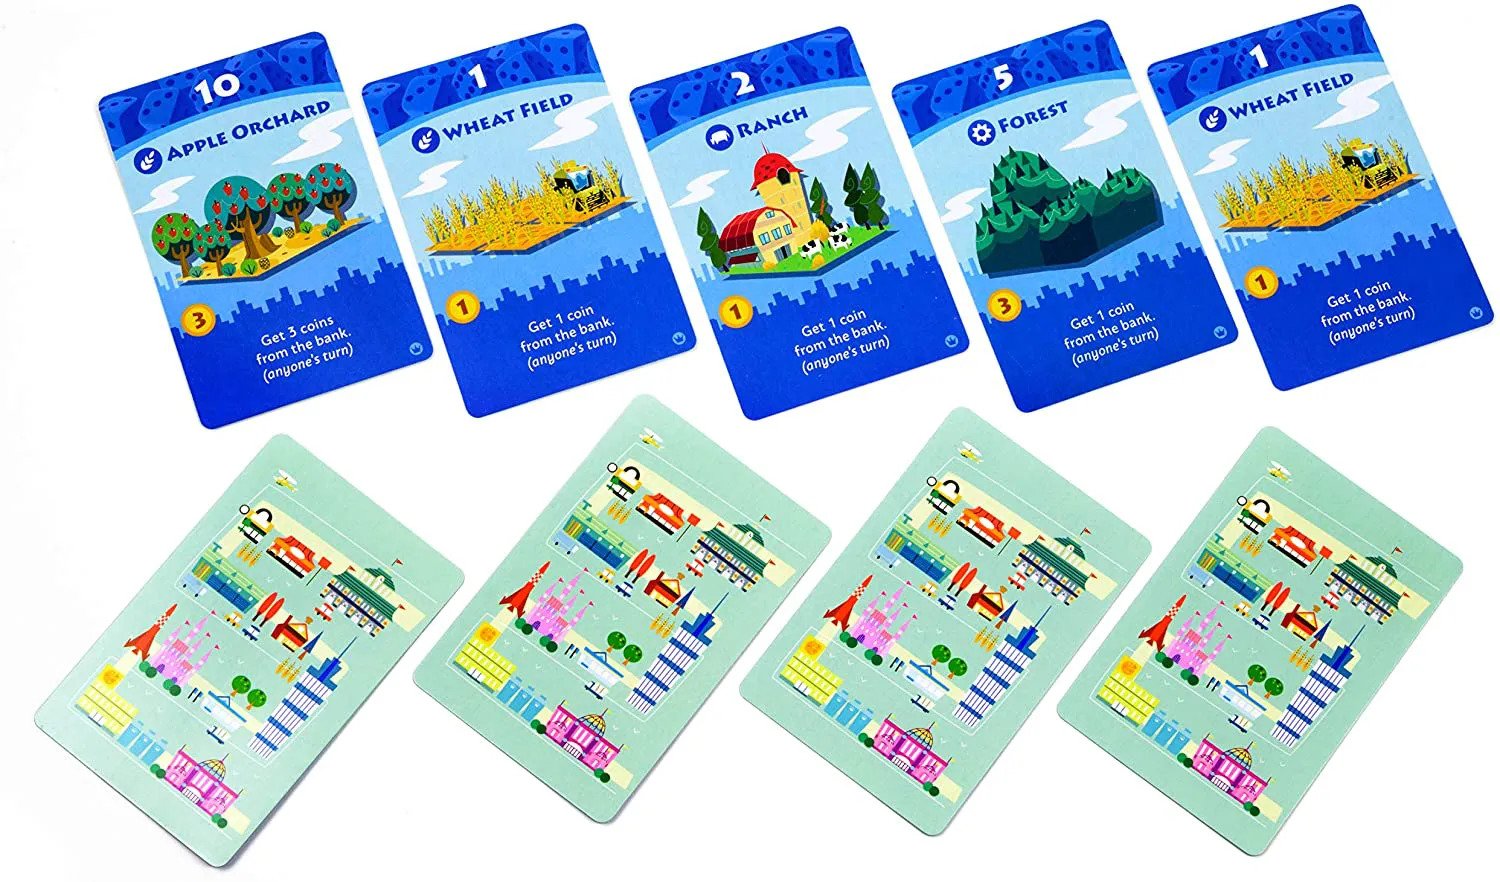 10
APPLE ORCHARD
3
Get 3 coins
from the bank.
(anyone's turn)
1
WHEAT FIELD
1
Get 1 coin
from the bank.
(anyone's turn)
2
RANCH
1
Get 1 coin
from the bank.
(anyone's turn)
5
FOREST
3
Get 1 coin
from the bank.
(anyone's turn)
1
WHEAT FIELD
1
Get 1 coin
from the bank.
(anyone's turn)